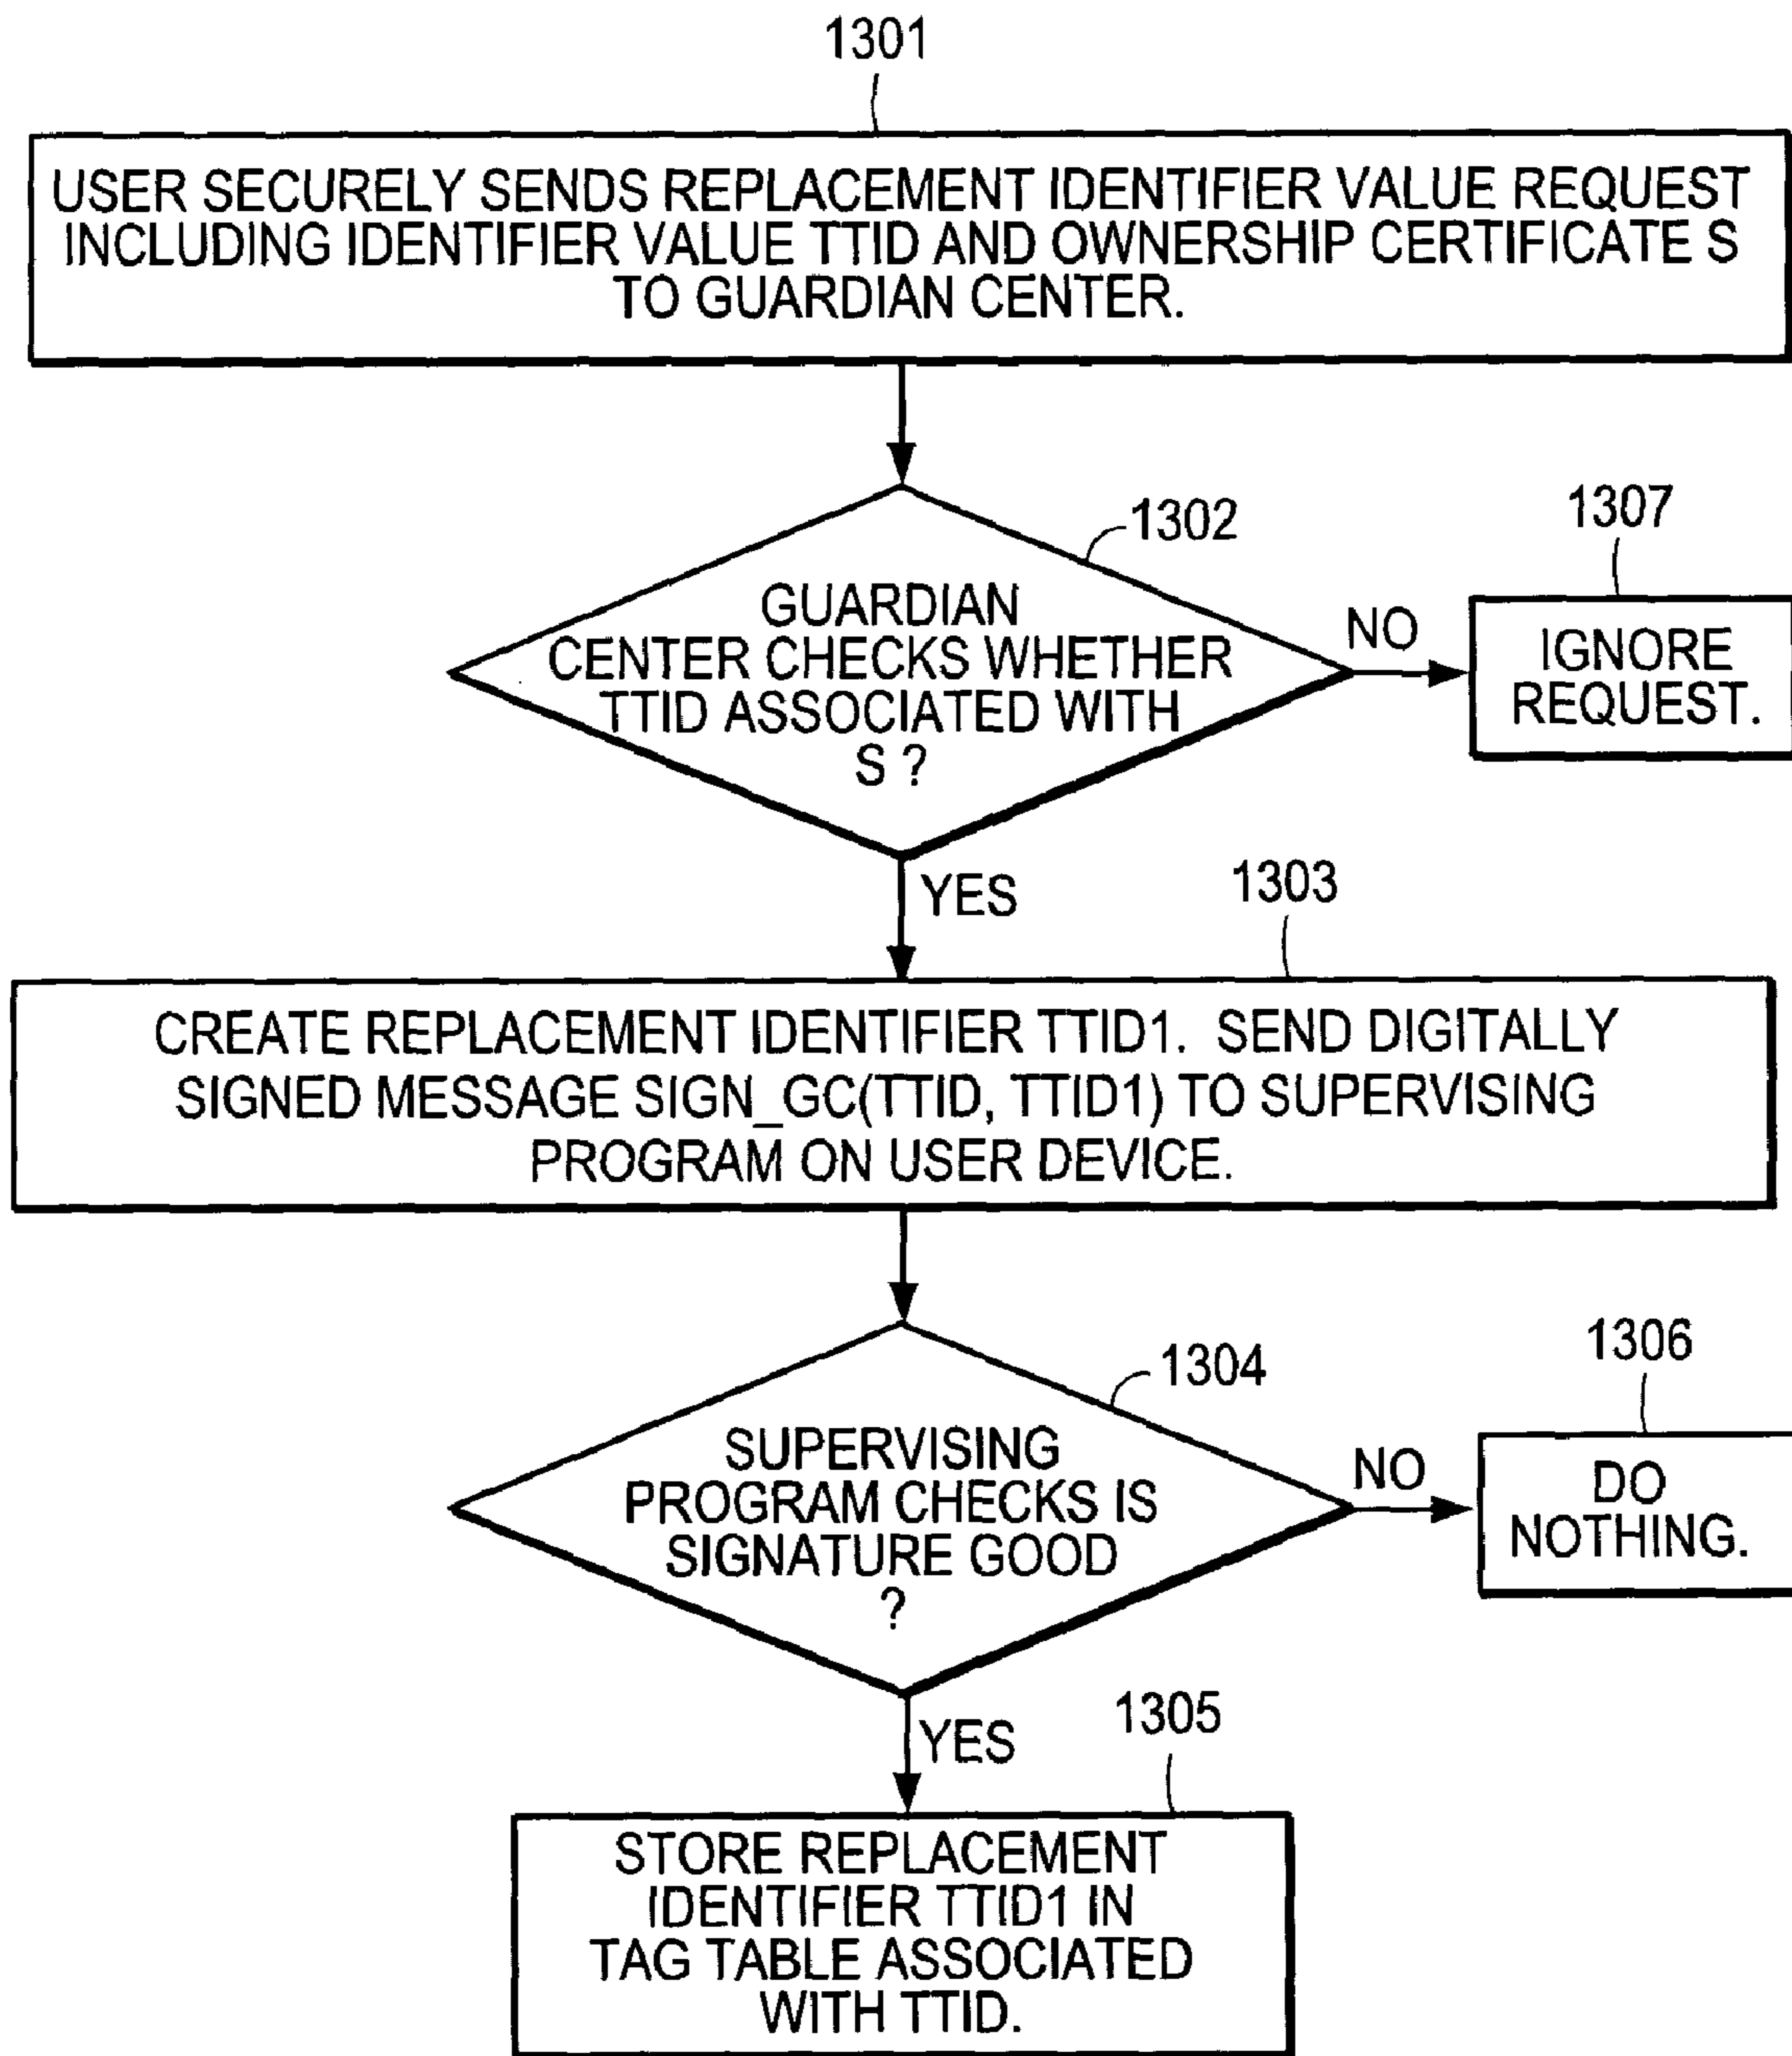 1301
USER SECURELY SENDS REPLACEMENT IDENTIFIER VALUE REQUEST
INCLUDING IDENTIFIER VALUE TTID AND OWNERSHIP CERTIFICATE S
TO GUARDIAN CENTER.
1302
GUARDIAN
CENTER CHECKS WHETHER
TTID ASSOCIATED WITH
S ?
NO
1307
IGNORE
REQUEST.
YES
1303
CREATE REPLACEMENT IDENTIFIER TTID1. SEND DIGITALLY
SIGNED MESSAGE SIGN_GC(TTID, TTID1) TO SUPERVISING
PROGRAM ON USER DEVICE.
1304
SUPERVISING
PROGRAM CHECKS IS
SIGNATURE GOOD
?
NO
1306
DO
NOTHING.
YES
1305
STORE REPLACEMENT
IDENTIFIER TTID1 IN
TAG TABLE ASSOCIATED
WITH TTID.